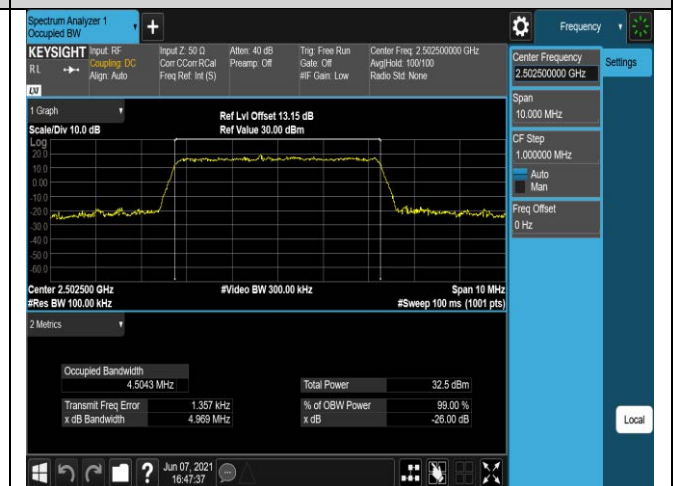 Spectrum Analyzer 1
Occupied BW
+
Frequency
KEYSIGHT
RL
LXI
Input: RF
Coupling: DC
Align: Auto
Input Z: 50 Ω
Corr CCorr RCal
Freq Ref: Int (S)
Atten: 40 dB
Preamp: Off
Trig: Free Run
Gate: Off
#IF Gain: Low
Center Freq: 2.502500000 GHz
Avg|Hold: 100/100
Radio Std: None
Center Frequency
2.502500000 GHz
Settings
Span
10.000 MHz
CF Step
1.000000 MHz
Auto
Man
Freq Offset
0 Hz
1 Graph
Scale/Div 10.0 dB
Ref Lvl Offset 13.15 dB
Ref Value 30.00 dBm
Log
20.0
10.0
0.00
-10.0
-20.0
-30.0
-40.0
-50.0
-60.0
Center 2.502500 GHz
#Res BW 100.00 kHz
#Video BW 300.00 kHz
Span 10 MHz
#Sweep 100 ms (1001 pts)
2 Metrics
Occupied Bandwidth
4.5043 MHz
Total Power 32.5 dBm
Transmit Freq Error 1.357 kHz
% of OBW Power 99.00 %
x dB Bandwidth 4.969 MHz
x dB -26.00 dB
Local
?
Jun 07, 2021
16:47:37